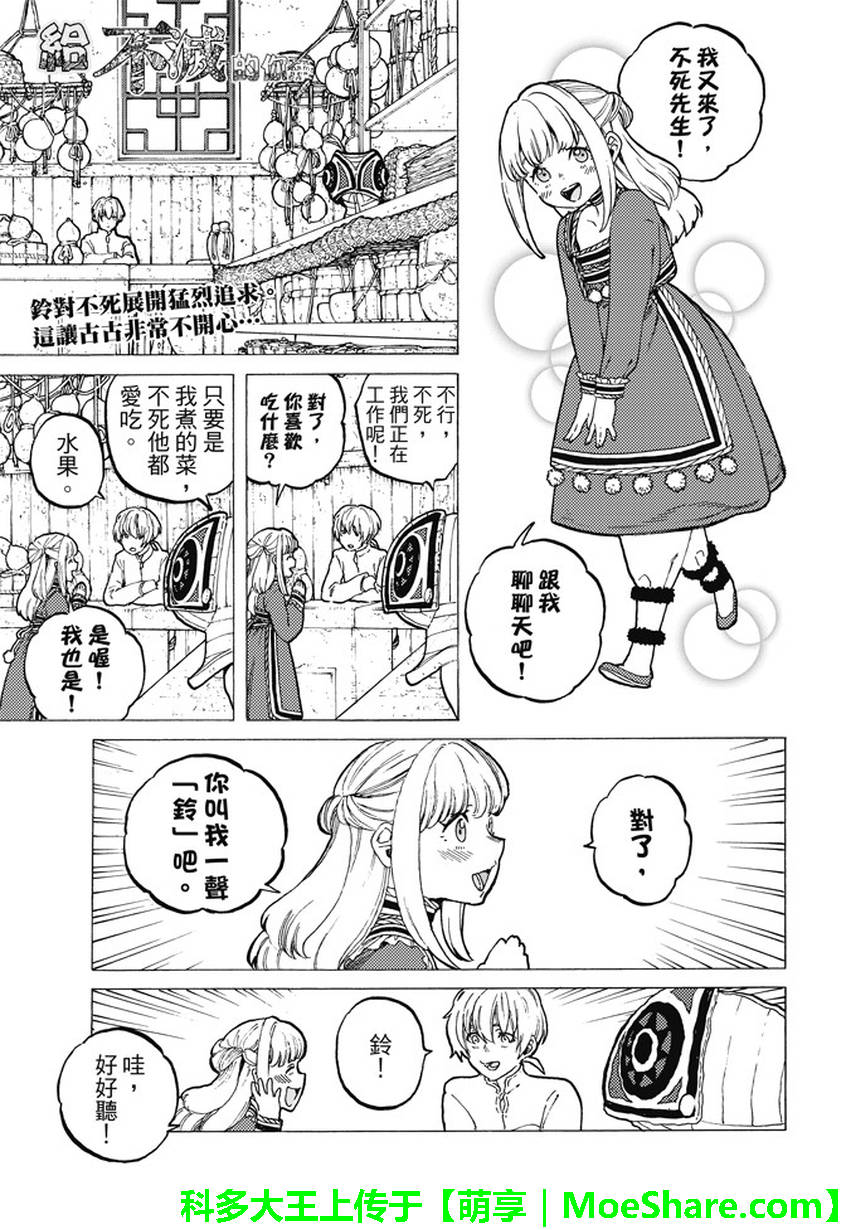 我又來了，
不死先生！
給不滅的你
鈴對不死展開猛烈追求。
這讓古古非常不開心…
跟我
聊聊天吧！
不行，
不死，
我們正在
工作呢！
對了，
你喜歡
吃什麼？
只要是
我煮的菜，
不死他都
愛吃。
水果。
是喔！
我也是！
對了，
你叫我一聲
「鈴」吧。
鈴！
哇，
好好聽！
科多大王上传于【萌享｜MoeShare.com】